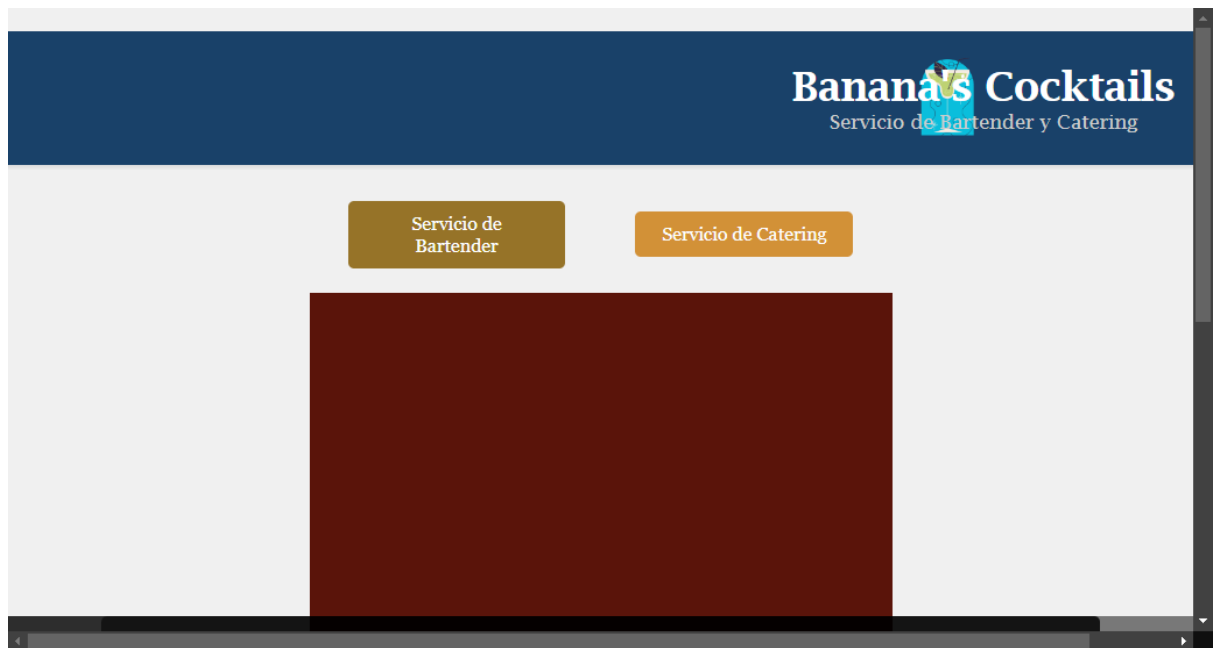 Banana's Cocktails
Servicio de Bartender y Catering
Servicio de
Bartender
Servicio de Catering